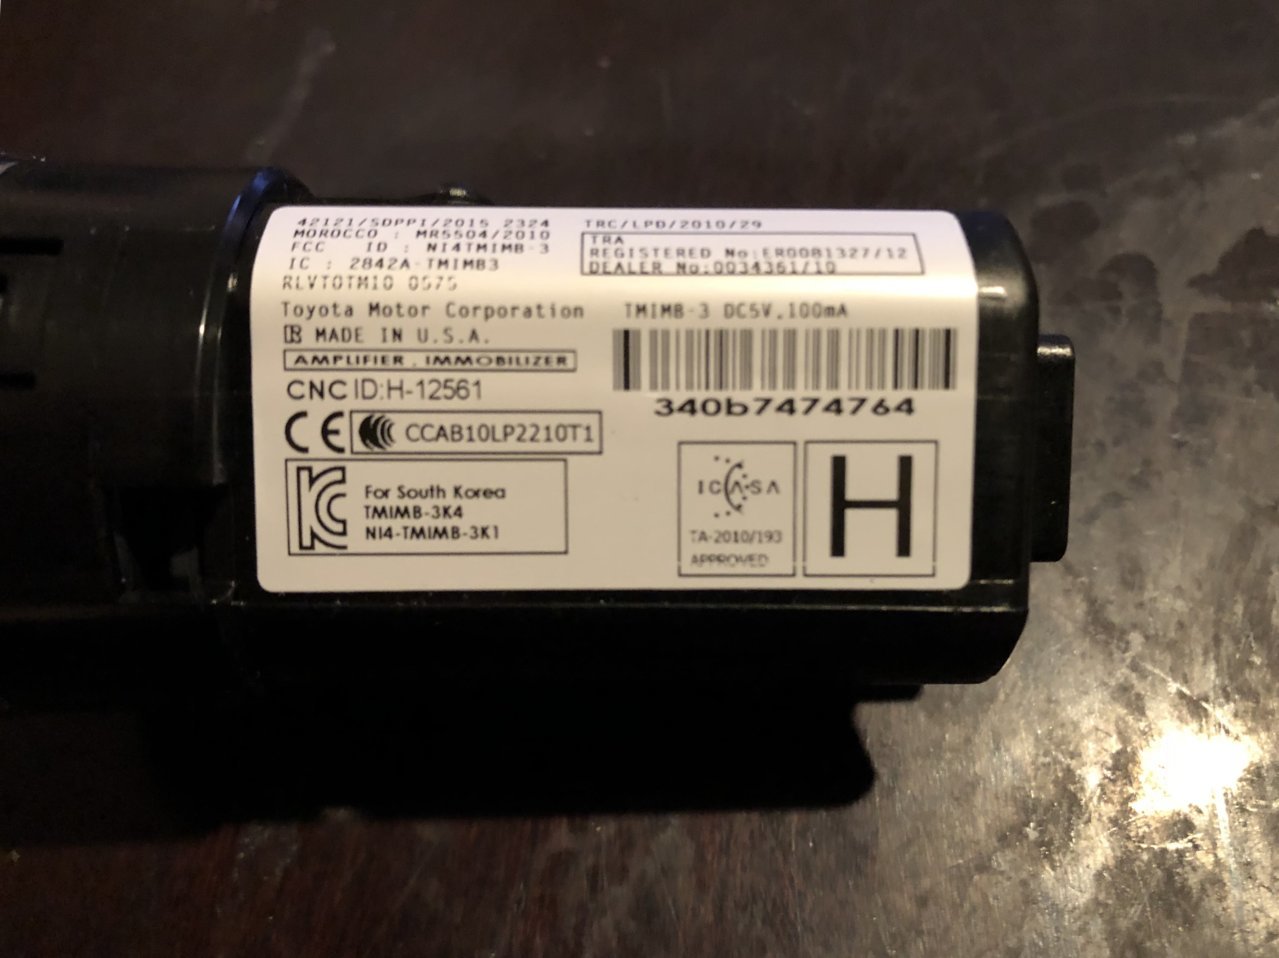 42121/SDPPI/2015 2324
MOROCCO : MR5504/2010
FCC ID : NI4TMIMB-3
IC : 2842A-TMIMB3
RLVTOTM10 0575
TRC/LPD/2010/29
TRA
REGISTERED No:ER0081327/12
DEALER No:0034361/10
Toyota Motor Corporation
TMIMB-3 DC5V,100mA
R MADE IN U.S.A.
AMPLIFIER , IMMOBILIZER
CNC ID:H-12561
340b7474764
CE
CCAB10LP2210T1
KC
For South Korea
TMIMB-3K4
NI4-TMIMB-3K1
ICASA
TA-2010/193
APPROVED
H